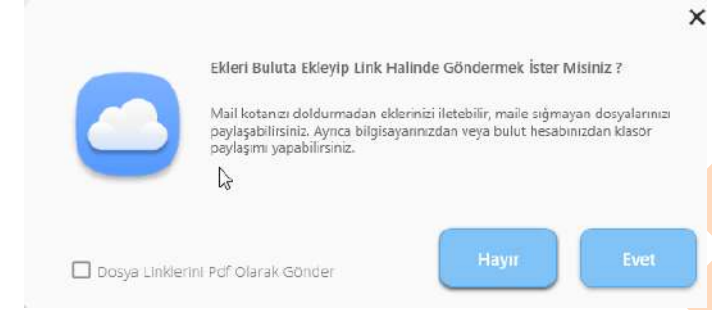 Ekleri Buluta Ekleyip Link Halinde Göndermek İster Misiniz ?
Mail kotanızı doldurmadan eklerinizi iletebilir, maile sığmayan dosyalarınızı
paylaşabilirsiniz. Ayrıca bilgisayarınızdan veya bulut hesabınızdan klasör
paylaşımı yapabilirsiniz.
Dosya Linklerini Pdf Olarak Gönder
Hayır
Evet